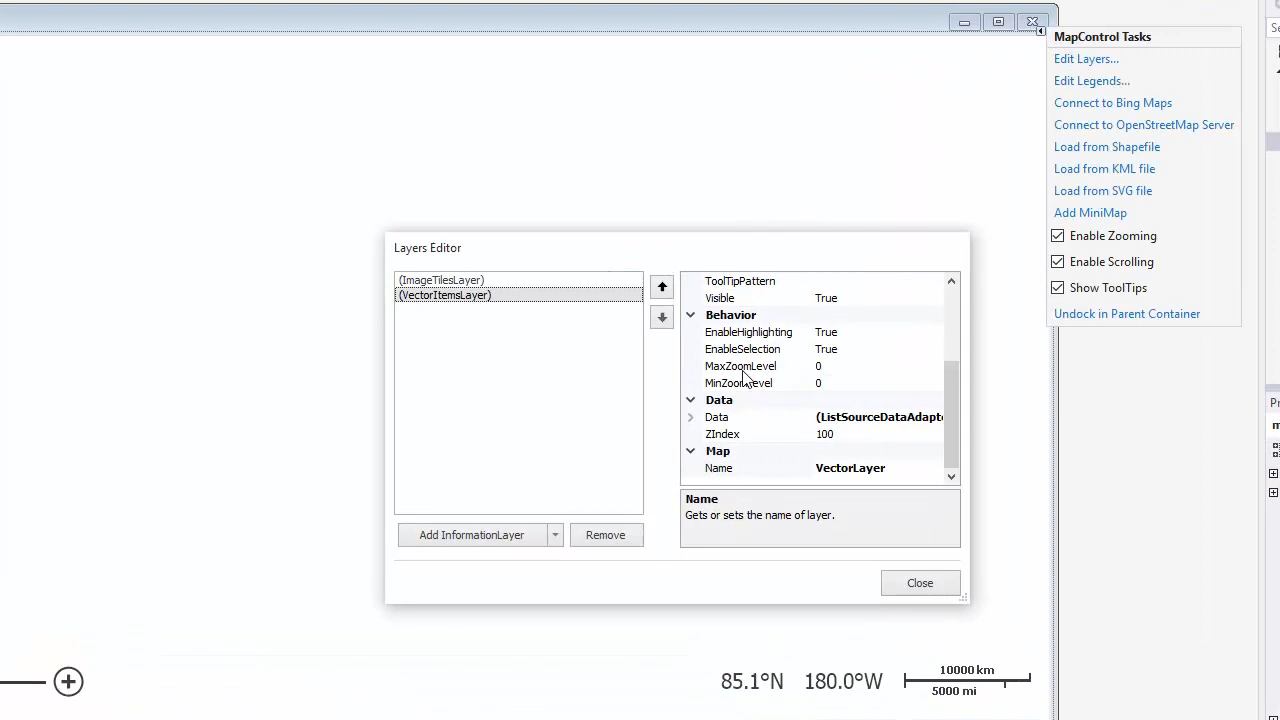 MapControl Tasks
Edit Layers...
Edit Legends...
Connect to Bing Maps
Connect to OpenStreetMap Server
Load from Shapefile
Load from KML file
Load from SVG file
Add MiniMap
Enable Zooming
Enable Scrolling
Show ToolTips
Undock in Parent Container
Layers Editor
(ImageTilesLayer)
(VectorItemsLayer)
Add InformationLayer
Remove
ToolTipPattern
Visible True
Behavior
EnableHighlighting True
EnableSelection True
MaxZoomLevel 0
MinZoomLevel 0
Data
Data (ListSourceDataAdapt
ZIndex 100
Map
Name VectorLayer
Name
Gets or sets the name of layer.
Close
85.1°N 180.0°W
10000 km
5000 mi
Se
Pr
m